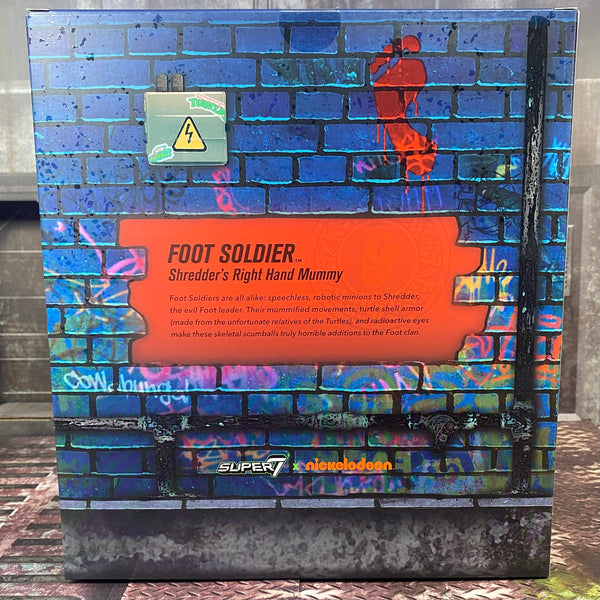 TURTLES
FOOT SOLDIER™
Shredder's Right Hand Mummy
Foot Soldiers are all alike: speechless, robotic minions to Shredder,
the evil Foot leader. Their mummified movements, turtle shell armor
(made from the unfortunate relatives of the Turtles), and radioactive eyes
make these skeletal scumballs truly horrible additions to the Foot clan.
SUPER7 x nickelodeon